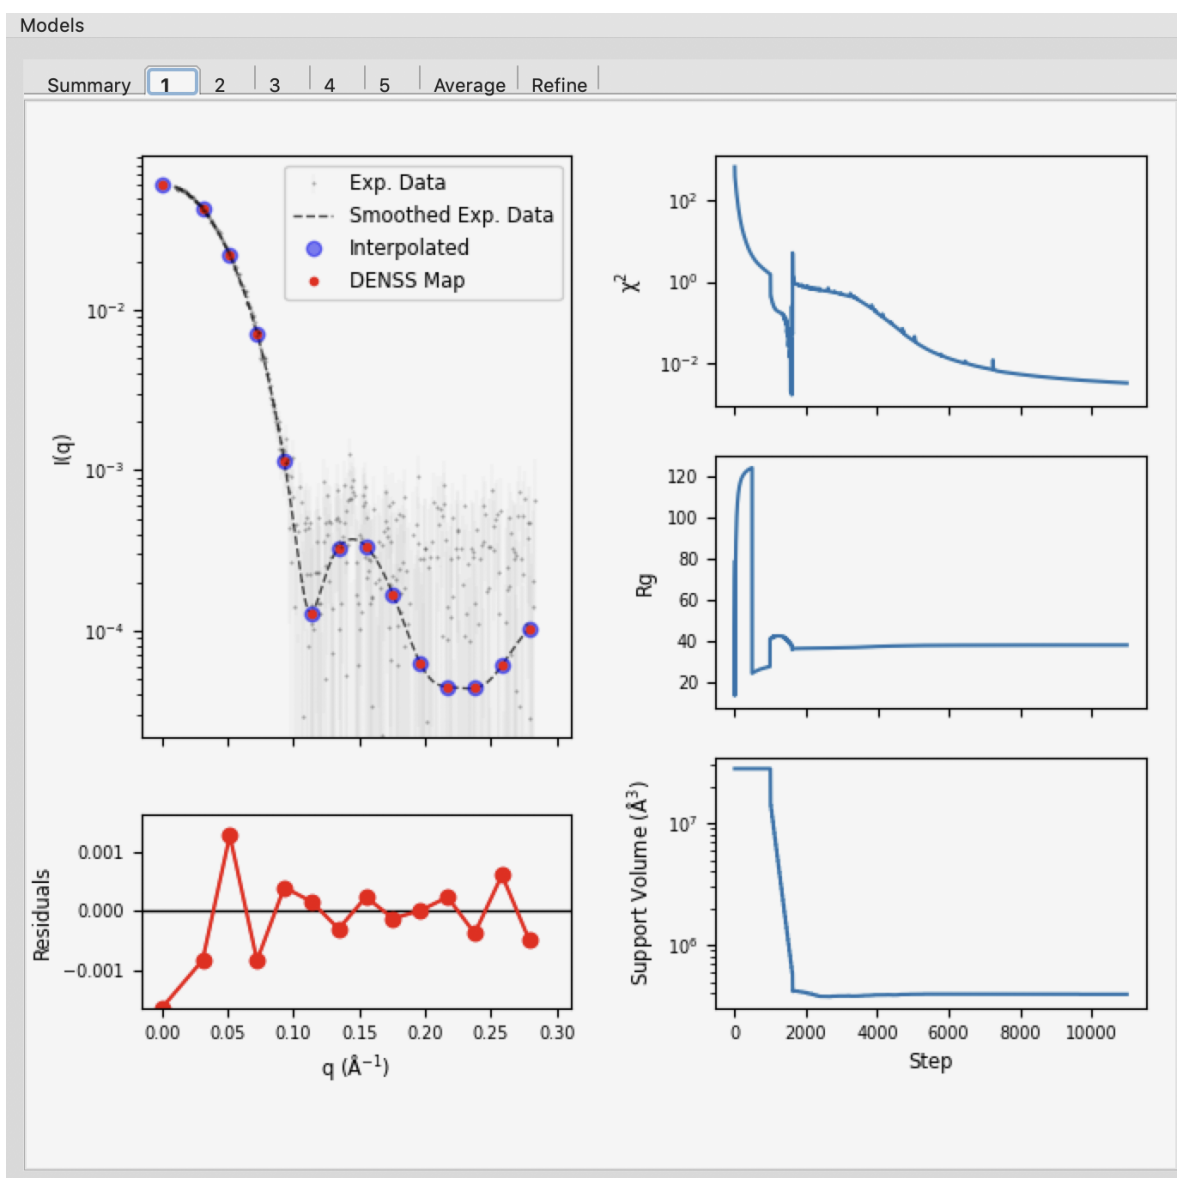 Models
Summary 1 2 3 4 5 Average Refine
Exp. Data
Smoothed Exp. Data
Interpolated
DENSS Map
I(q)
10⁻²
10⁻³
10⁻⁴
Residuals
0.001
0.000
−0.001
0.00 0.05 0.10 0.15 0.20 0.25 0.30
q (Å⁻¹)
χ²
10²
10⁰
10⁻²
Rg
120
100
80
60
40
20
Support Volume (Å³)
10⁷
10⁶
0 2000 4000 6000 8000 10000
Step